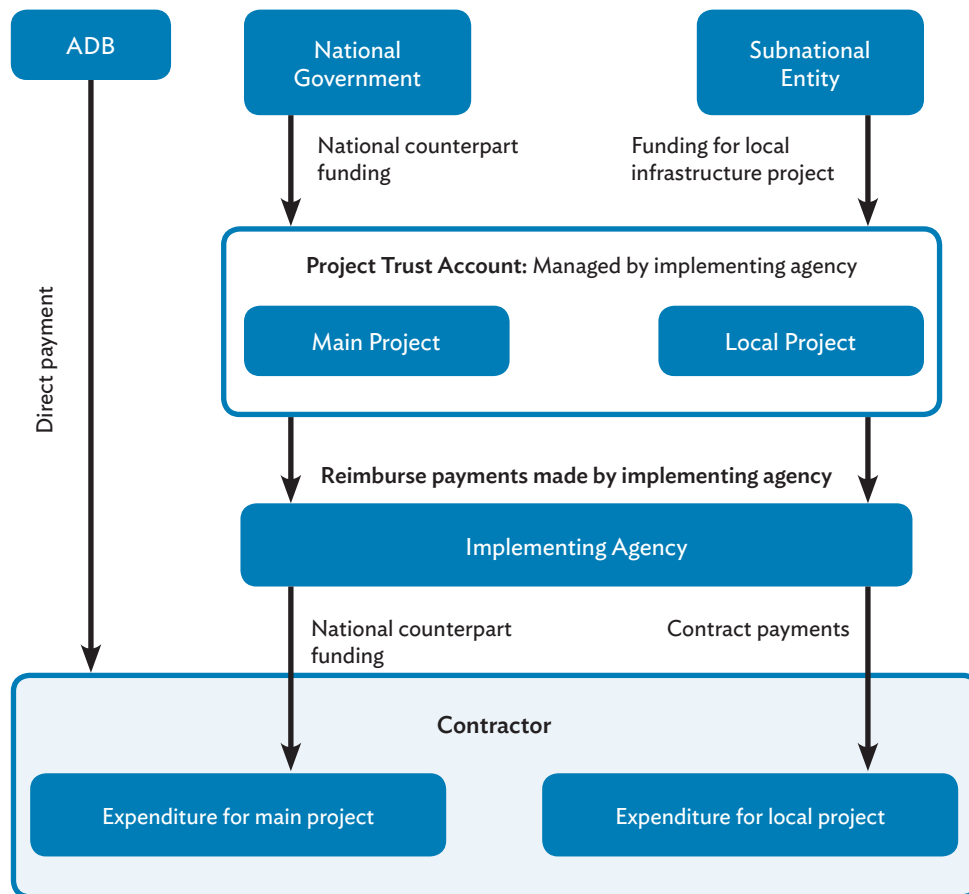 ADB
National
Government
Subnational
Entity
National counterpart
funding
Funding for local
infrastructure project
Direct payment
Project Trust Account: Managed by implementing agency
Main Project
Local Project
Reimburse payments made by implementing agency
Implementing Agency
National counterpart
funding
Contract payments
Contractor
Expenditure for main project
Expenditure for local project